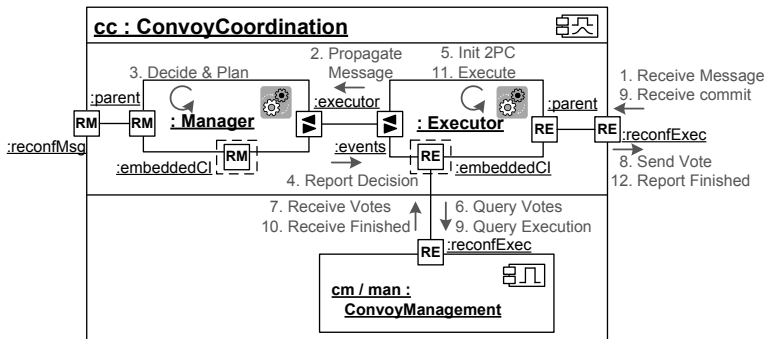 cc : ConvoyCoordination
2. Propagate
Message
5. Init 2PC
11. Execute
3. Decide & Plan
1. Receive Message
9. Receive commit
:parent
:executor
:parent
RM
RM
: Manager
: Executor
RE
RE
:reconfMsg
:reconfExec
RM
:events
RE
:embeddedCI
:embeddedCI
4. Report Decision
8. Send Vote
12. Report Finished
7. Receive Votes
10. Receive Finished
6. Query Votes
9. Query Execution
RE
:reconfExec
cm / man :
ConvoyManagement